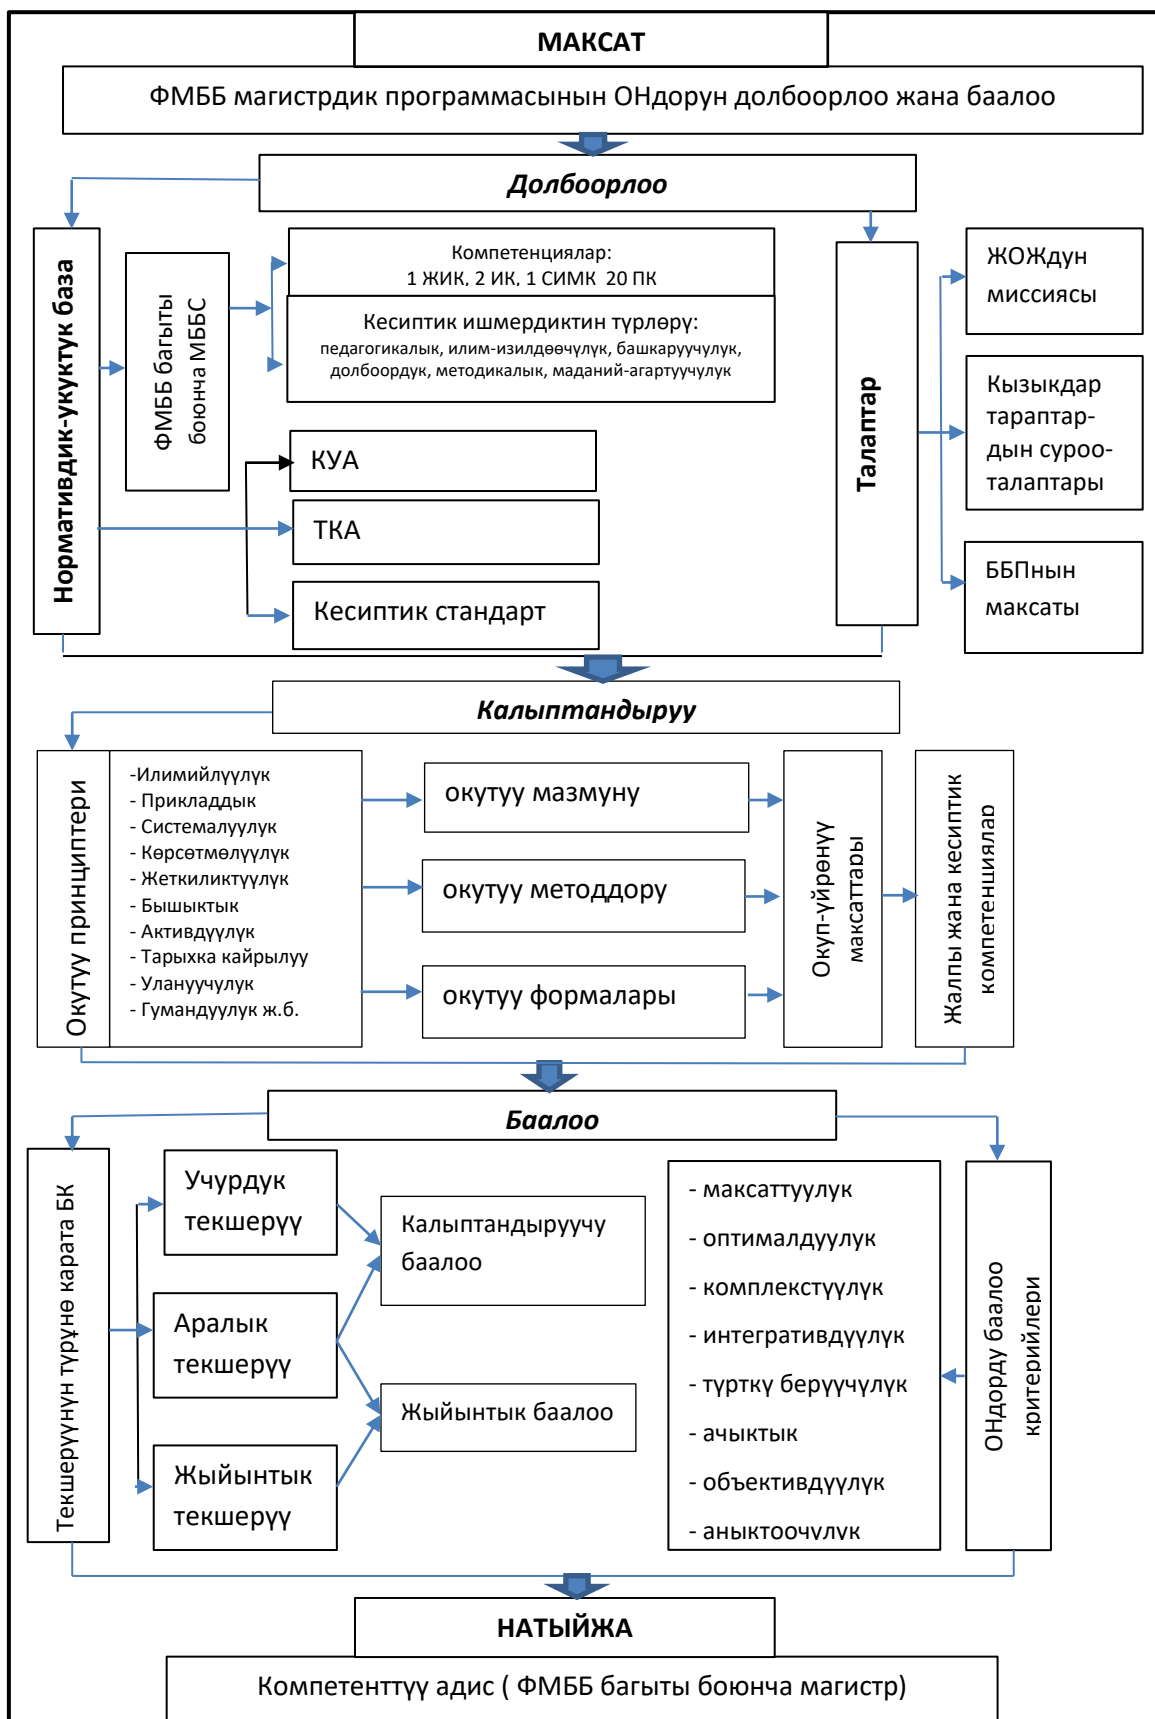 МАКСАТ
ФМББ магистрдик программасынын ОНдорун долбоорлоо жана баалоо
Долбоорлоо
Нормативдик-укуктук база
ФМББ багыты
боюнча МББС
Компетенциялар:
1 ЖИК, 2 ИК, 1 СИМК 20 ПК
Кесиптик ишмердиктин түрлөрү:
педагогикалык, илим-изилдөөчүлүк, башкаруучулук,
долбоордук, методикалык, маданий-агартуучулук
КУА
ТКА
Кесиптик стандарт
Талаптар
ЖОЖдун
миссиясы
Кызыкдар
тараптар-
дын суроо-
талаптары
ББПнын
максаты
Калыптандыруу
Окутуу принциптери
-Илимийлүүлүк
- Прикладдык
- Системалуулук
- Көрсөтмөлүүлүк
- Жеткиликтүүлүк
- Бышыктык
- Активдүүлүк
- Тарыхка кайрылуу
- Улануучулук
- Гумандуулук ж.б.
окутуу мазмуну
окутуу методдору
окутуу формалары
Окуп-үйрөнүү
максаттары
Жалпы жана кесиптик
компетенциялар
Баалоо
Текшерүүнүн түрүнө карата БК
Учурдук
текшерүү
Аралык
текшерүү
Жыйынтык
текшерүү
Калыптандыруучу
баалоо
Жыйынтык баалоо
- максаттуулук
- оптималдуулук
- комплекстүүлүк
- интегративдүүлүк
- түрткү берүүчүлүк
- ачыктык
- объективдүүлүк
- аныктоочулук
ОНдорду баалоо
критерийлери
НАТЫЙЖА
Компетенттүү адис ( ФМББ багыты боюнча магистр)